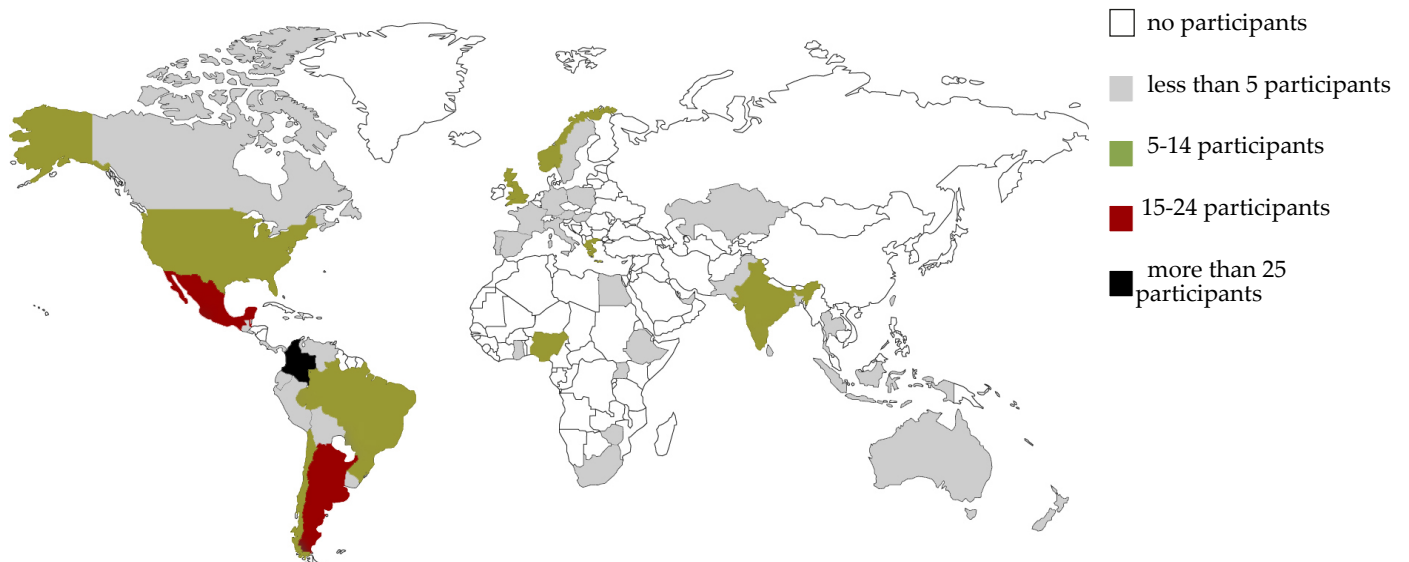 no participants
less than 5 participants
5-14 participants
15-24 participants
more than 25
participants